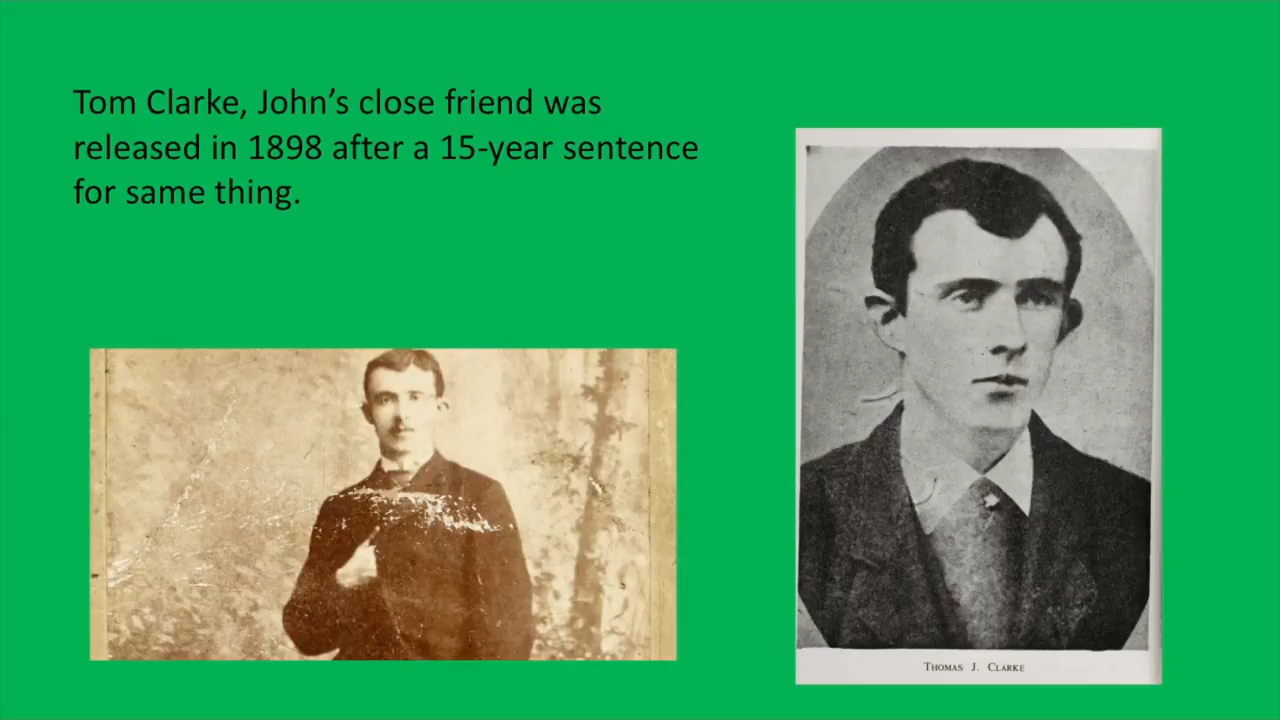 Tom Clarke, John’s close friend was
released in 1898 after a 15-year sentence
for same thing.
THOMAS J. CLARKE